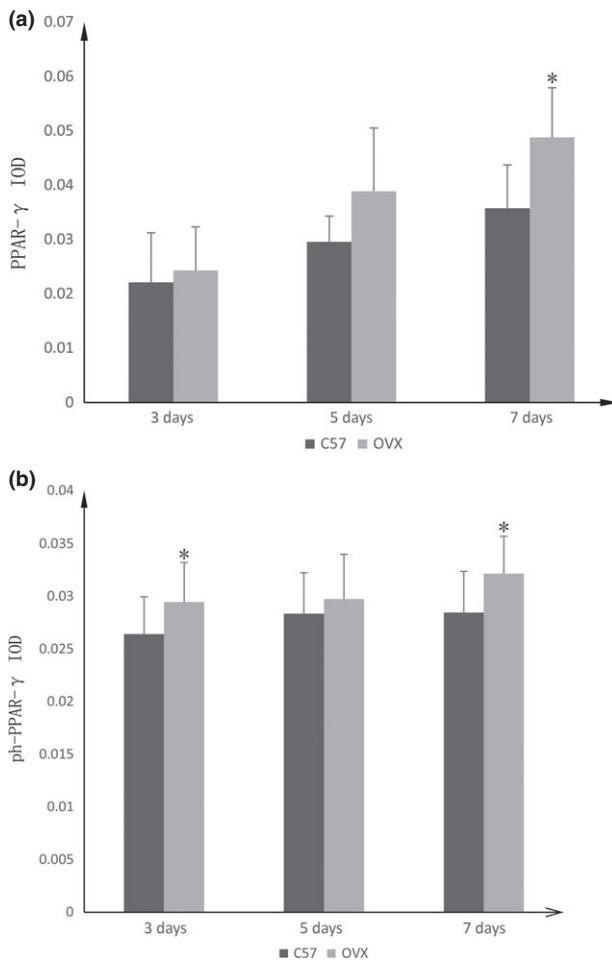 (a)
0.07
0.06
0.05
0.04
0.03
0.02
0.01
0
PPAR-γ IOD
*
3 days 5 days 7 days
C57 OVX
(b)
0.04
0.035
0.03
0.025
0.02
0.015
0.01
0.005
0
ph-PPAR-γ IOD
* *
3 days 5 days 7 days
C57 OVX